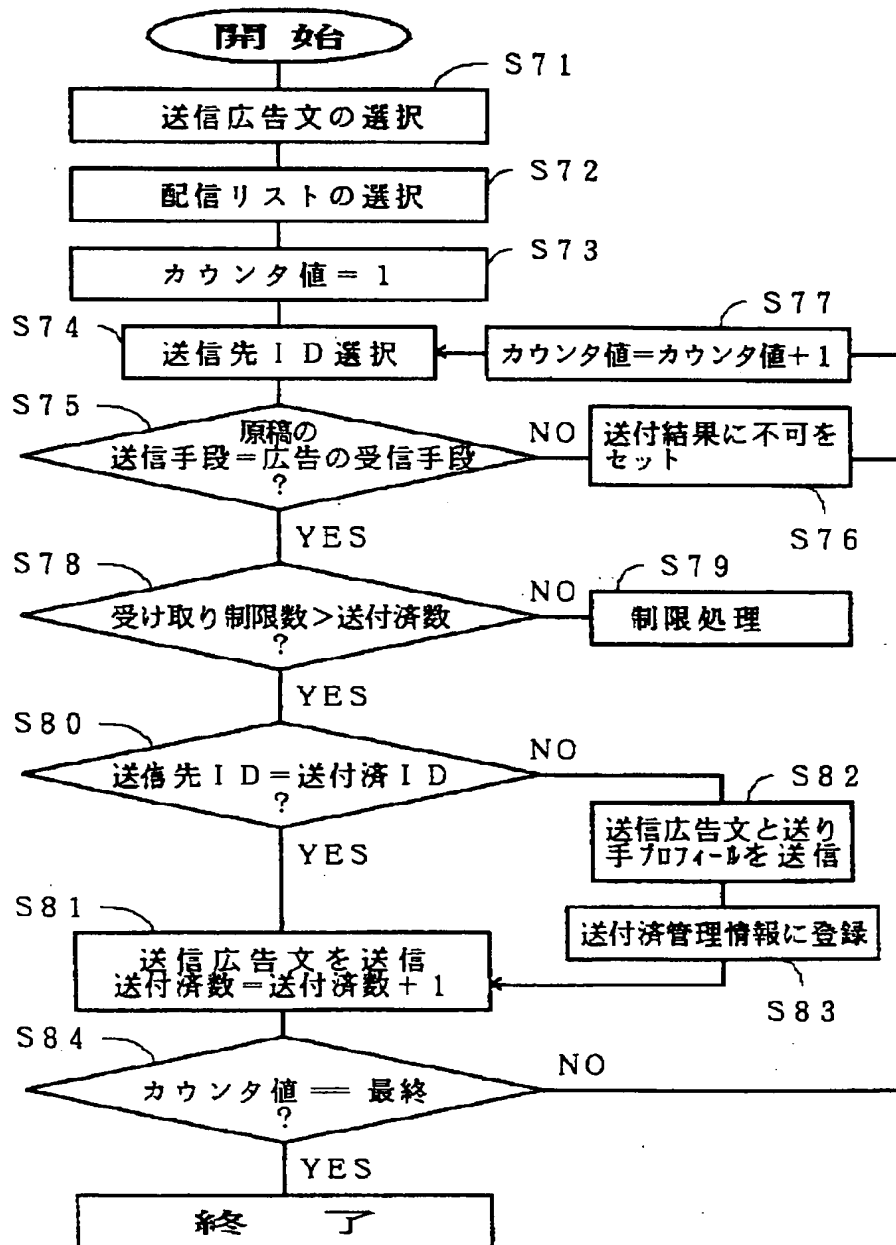 開始
S71
送信広告文の選択
S72
配信リストの選択
S73
カウンタ値=1
S74
送信先ID選択
S77
カウンタ値=カウンタ値+1
S75
原稿の
送信手段=広告の受信手段
?
NO
送付結果に不可を
セット
S76
YES
S78
受け取り制限数>送付済数
?
NO
S79
制限処理
YES
S80
送信先ID=送付済ID
?
NO
S82
送信広告文と送り
手プロフィールを送信
YES
S81
送信広告文を送信
送付済数=送付済数+1
送付済管理情報に登録
S83
S84
カウンタ値==最終
?
NO
YES
終了